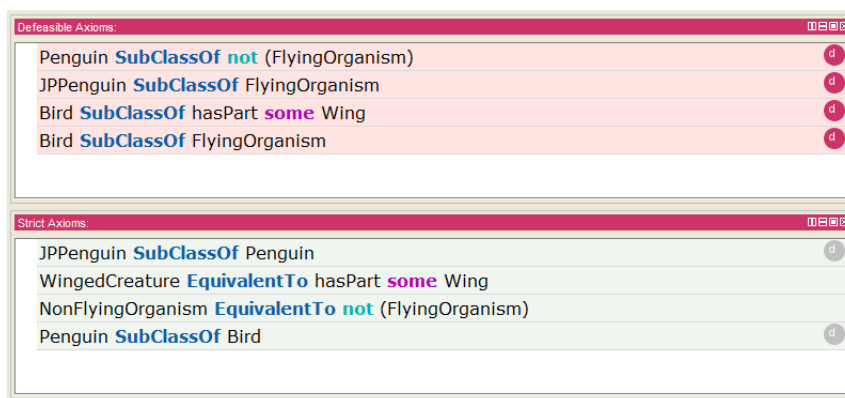 Defeasible Axioms:
Penguin SubClassOf not (FlyingOrganism)
d
JPPenguin SubClassOf FlyingOrganism
d
Bird SubClassOf hasPart some Wing
d
Bird SubClassOf FlyingOrganism
d
Strict Axioms:
JPPenguin SubClassOf Penguin
d
WingedCreature EquivalentTo hasPart some Wing
NonFlyingOrganism EquivalentTo not (FlyingOrganism)
Penguin SubClassOf Bird
d